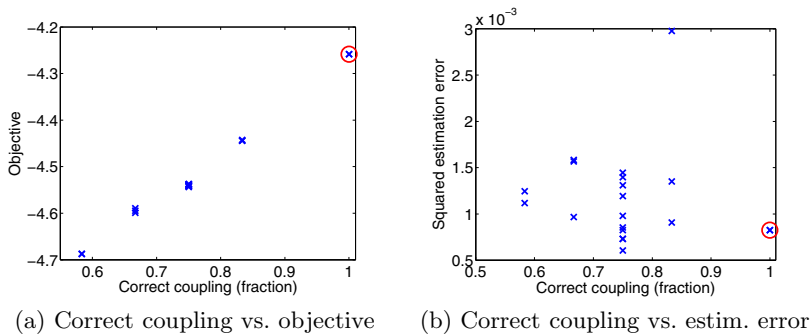 −4.2
−4.3
−4.4
−4.5
−4.6
−4.7
0.6 0.7 0.8 0.9 1
Objective
Correct coupling (fraction)
(a) Correct coupling vs. objective
x 10−3
3
2.5
2
1.5
1
0.5
0.5 0.6 0.7 0.8 0.9 1
Squared estimation error
Correct coupling (fraction)
(b) Correct coupling vs. estim. error